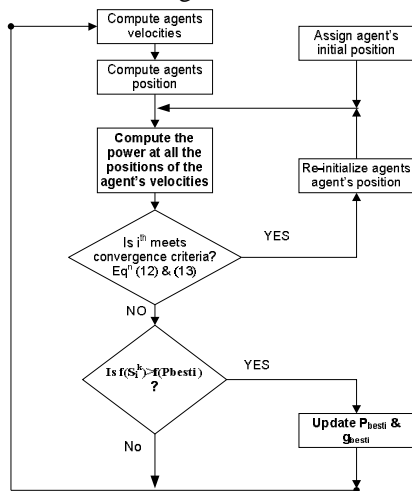 Compute agents
velocities
Compute agents
position
Assign agent's
initial position
Compute the
power at all the
positions of the
agent's velocities
Re-initialize agents
agent's position
Is iᵗʰ meets
convergence criteria?
Eqⁿ (12) & (13)
YES
NO
Is f(Sᵢᵏ)>f(Pbesti)
?
YES
No
Update Pbesti &
gbesti